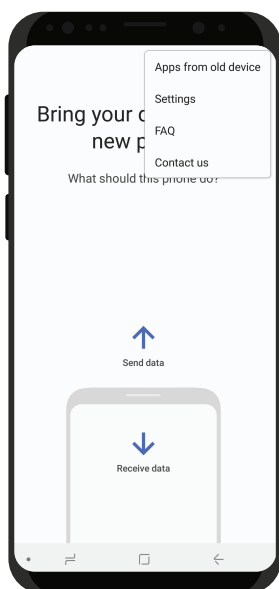 Apps from old device
Settings
FAQ
Contact us
Bring your
new
What should this phone do?
Send data
Receive data